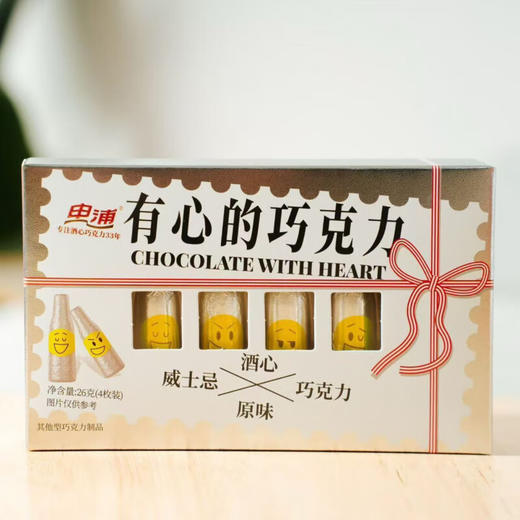 申浦®
专注酒心巧克力33年
有心的巧克力
CHOCOLATE WITH HEART
酒心
威士忌 巧克力
原味
净含量:26克(4枚装)
图片仅供参考
其他型巧克力制品